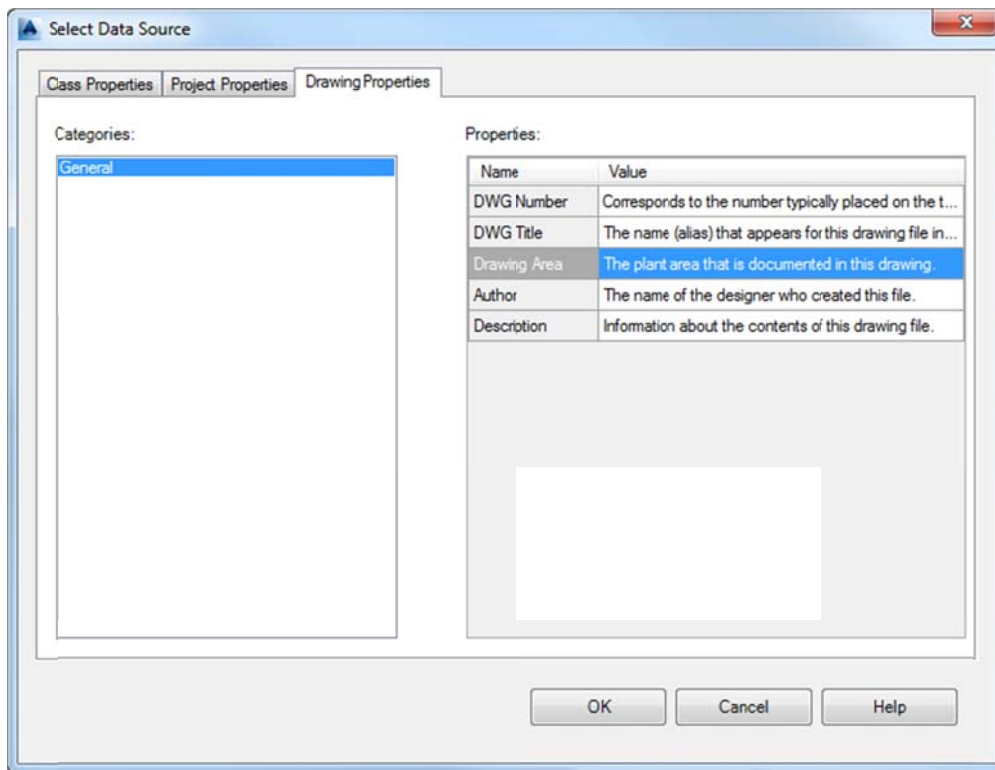 Select Data Source
Class Properties Project Properties Drawing Properties
Categories:
General
Properties:
Name Value
DWG Number Corresponds to the number typically placed on the t...
DWG Title The name (alias) that appears for this drawing file in...
Drawing Area The plant area that is documented in this drawing.
Author The name of the designer who created this file.
Description Information about the contents of this drawing file.
OK Cancel Help